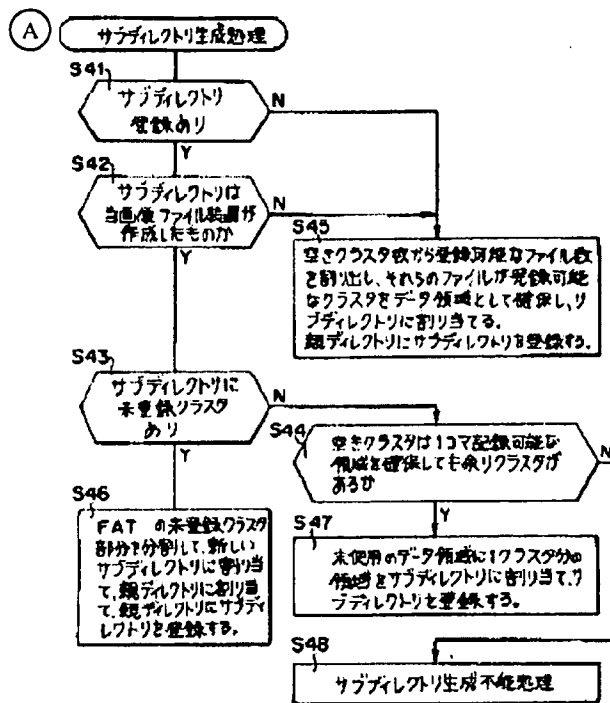 A
サブディレクトリ生成処理
S41
サブディレクトリ
登録あり
N
Y
S42
サブディレクトリは
当画像ファイル装置が
作成したものか
N
Y
S45
空きクラスタ数から登録可能なファイル数
を割り出し、それらのファイルが登録可能
なクラスタをデータ領域として確保し、サ
ブディレクトリに割り当てる。
親ディレクトリにサブディレクトリを登録する。
S43
サブディレクトリに
未登録クラスタ
あり
N
Y
S44
空きクラスタは1コマ記録可能な
領域を確保しても余りクラスタが
あるか
N
Y
S46
FATの未登録クラスタ
部分を分割して、新しい
サブディレクトリに割り当
て、親ディレクトリに割り当
て、親ディレクトリにサブディ
レクトリを登録する。
S47
未使用のデータ領域に1クラスタ分の
領域をサブディレクトリに割り当て、サ
ブディレクトリを登録する。
S48
サブディレクトリ生成不能処理